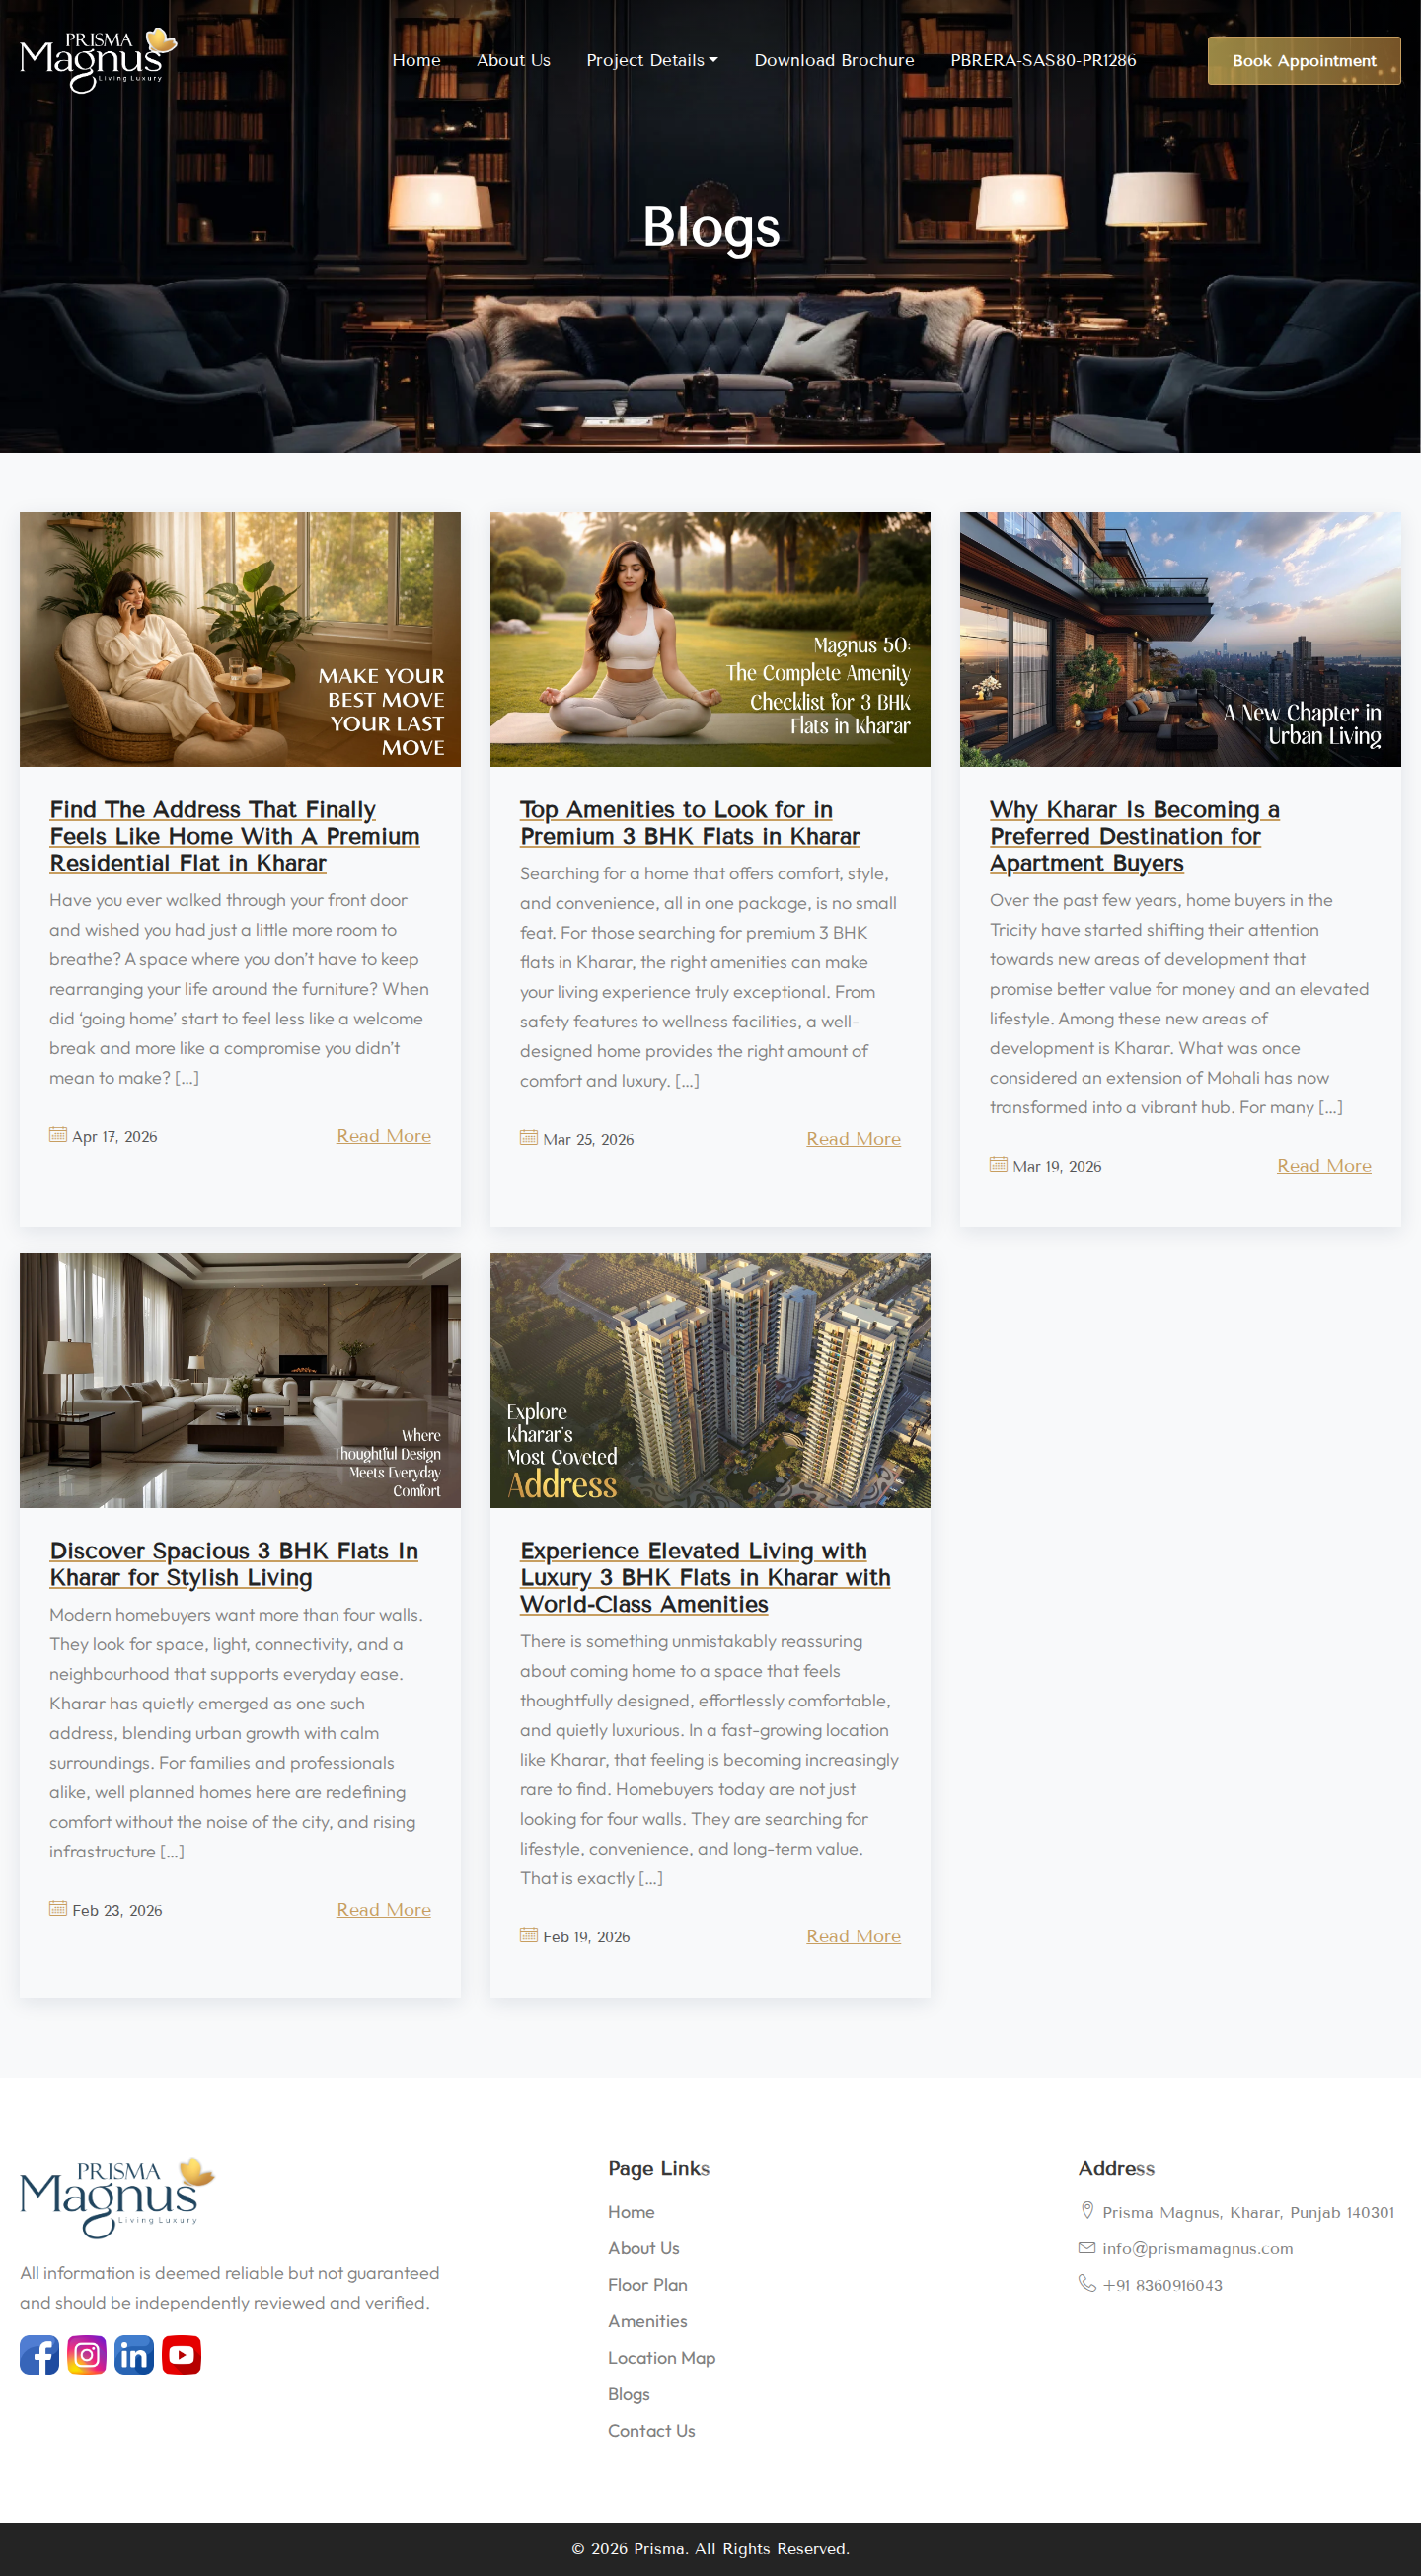 PRISMA
Magnus
Living Luxury
Home
About Us
Project Details
Download Brochure
PBRERA-SAS80-PR1286
Book Appointment
Blogs
MAKE YOUR
BEST MOVE
YOUR LAST
MOVE
Find The Address That Finally
Feels Like Home With A Premium
Residential Flat in Kharar
Have you ever walked through your front door
and wished you had just a little more room to
breathe? A space where you don’t have to keep
rearranging your life around the furniture? When
did ‘going home’ start to feel less like a welcome
break and more like a compromise you didn’t
mean to make? […]
Apr 17, 2026
Read More
Magnus 50:
The Complete Amenity
Checklist for 3 BHK
Flats in Kharar
Top Amenities to Look for in
Premium 3 BHK Flats in Kharar
Searching for a home that offers comfort, style,
and convenience, all in one package, is no small
feat. For those searching for premium 3 BHK
flats in Kharar, the right amenities can make
your living experience truly exceptional. From
safety features to wellness facilities, a well-
designed home provides the right amount of
comfort and luxury. […]
Mar 25, 2026
Read More
A New Chapter in
Urban Living
Why Kharar Is Becoming a
Preferred Destination for
Apartment Buyers
Over the past few years, home buyers in the
Tricity have started shifting their attention
towards new areas of development that
promise better value for money and an elevated
lifestyle. Among these new areas of
development is Kharar. What was once
considered an extension of Mohali has now
transformed into a vibrant hub. For many […]
Mar 19, 2026
Read More
Where
Thoughtful Design
Meets Everyday
Comfort
Discover Spacious 3 BHK Flats In
Kharar for Stylish Living
Modern homebuyers want more than four walls.
They look for space, light, connectivity, and a
neighbourhood that supports everyday ease.
Kharar has quietly emerged as one such
address, blending urban growth with calm
surroundings. For families and professionals
alike, well planned homes here are redefining
comfort without the noise of the city, and rising
infrastructure […]
Feb 23, 2026
Read More
Explore
Kharar's
Most Coveted
Address
Experience Elevated Living with
Luxury 3 BHK Flats in Kharar with
World-Class Amenities
There is something unmistakably reassuring
about coming home to a space that feels
thoughtfully designed, effortlessly comfortable,
and quietly luxurious. In a fast-growing location
like Kharar, that feeling is becoming increasingly
rare to find. Homebuyers today are not just
looking for four walls. They are searching for
lifestyle, convenience, and long-term value.
That is exactly […]
Feb 19, 2026
Read More
PRISMA
Magnus
Living Luxury
All information is deemed reliable but not guaranteed
and should be independently reviewed and verified.
Page Links
Home
About Us
Floor Plan
Amenities
Location Map
Blogs
Contact Us
Address
Prisma Magnus, Kharar, Punjab 140301
info@prismamagnus.com
+91 8360916043
© 2026 Prisma. All Rights Reserved.